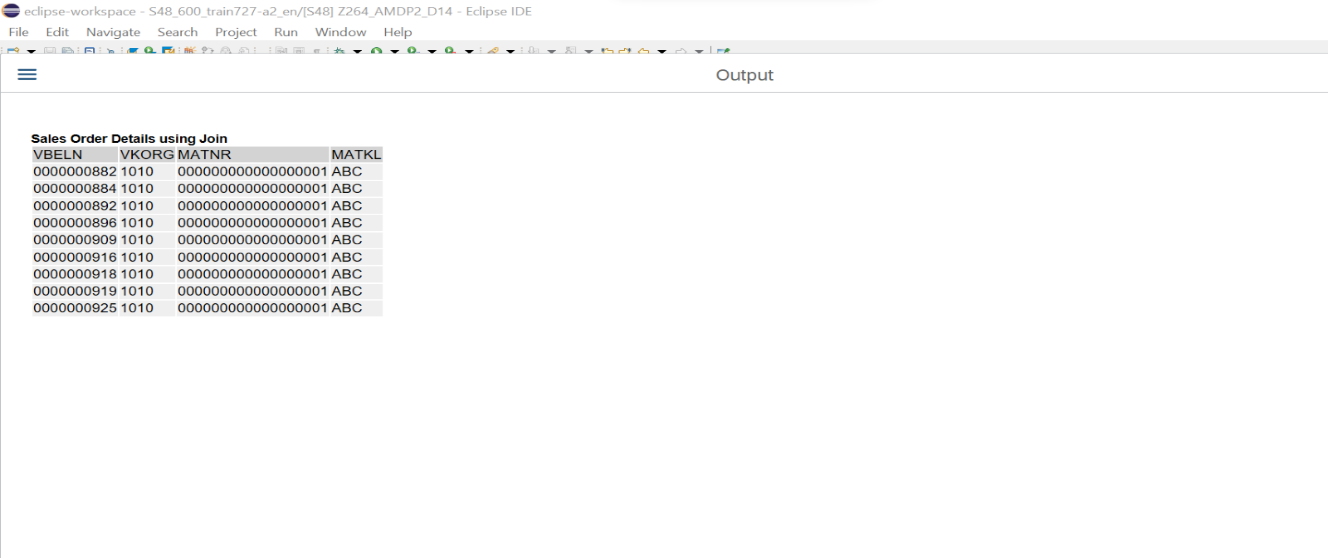 eclipse-workspace - S48_600_train727-a2_en/[S48] Z264_AMDP2_D14 - Eclipse IDE
File Edit Navigate Search Project Run Window Help
Output
Sales Order Details using Join
VBELN VKORG MATNR MATKL
0000000882 1010 000000000000000001 ABC
0000000884 1010 000000000000000001 ABC
0000000892 1010 000000000000000001 ABC
0000000896 1010 000000000000000001 ABC
0000000909 1010 000000000000000001 ABC
0000000916 1010 000000000000000001 ABC
0000000918 1010 000000000000000001 ABC
0000000919 1010 000000000000000001 ABC
0000000925 1010 000000000000000001 ABC